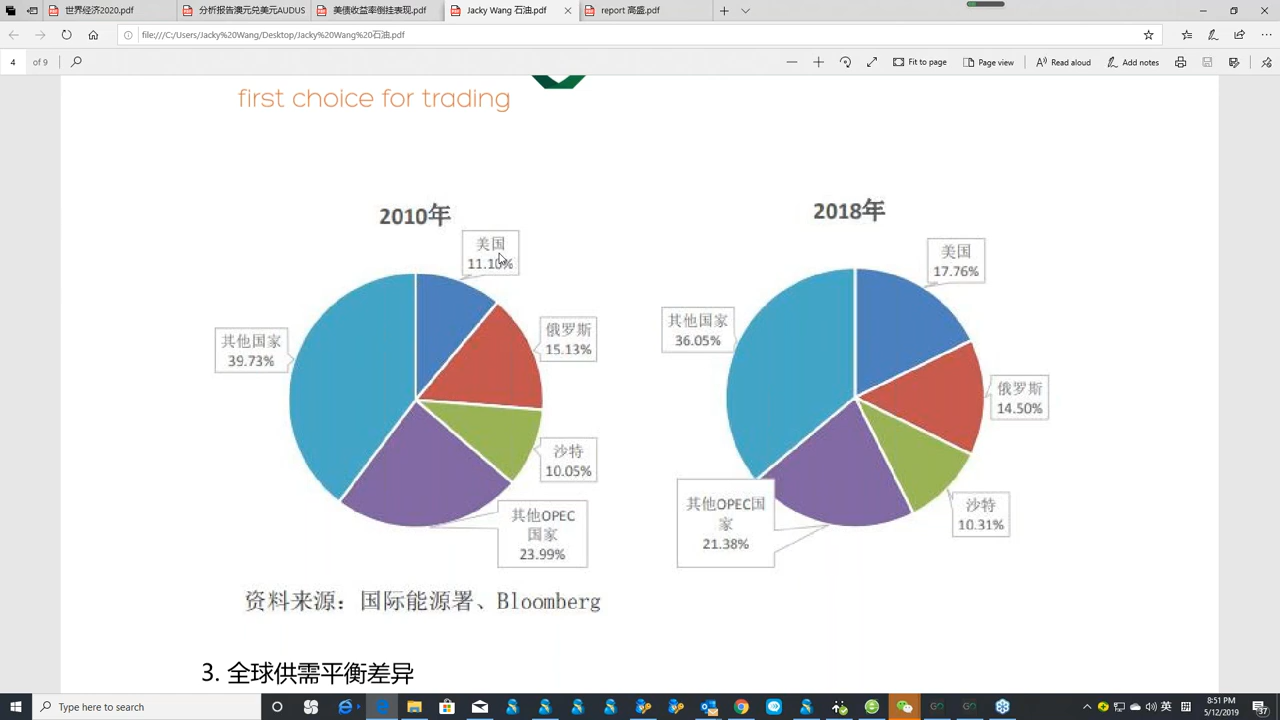 世界经济2020.pdf
分析报告澳元兑美元AUDUS
美债收益率倒挂表现.pdf
Jacky Wang 石油.pdf
report 高盛.pdf
file:///C:/Users/Jacky%20Wang/Desktop/Jacky%20Wang%20石油.pdf
4 of 9
Fit to page
Page view
Read aloud
Add notes
first choice for trading
2010年
美国
俄罗斯
15.13%
沙特
10.05%
其他OPEC
国家
23.99%
其他国家
39.73%
2018年
美国
17.76%
俄罗斯
14.50%
沙特
10.31%
其他OPEC国
家
21.38%
其他国家
36.05%
资料来源：国际能源署、Bloomberg
3. 全球供需平衡差异
Type here to search
英
8:51 PM
5/12/2019